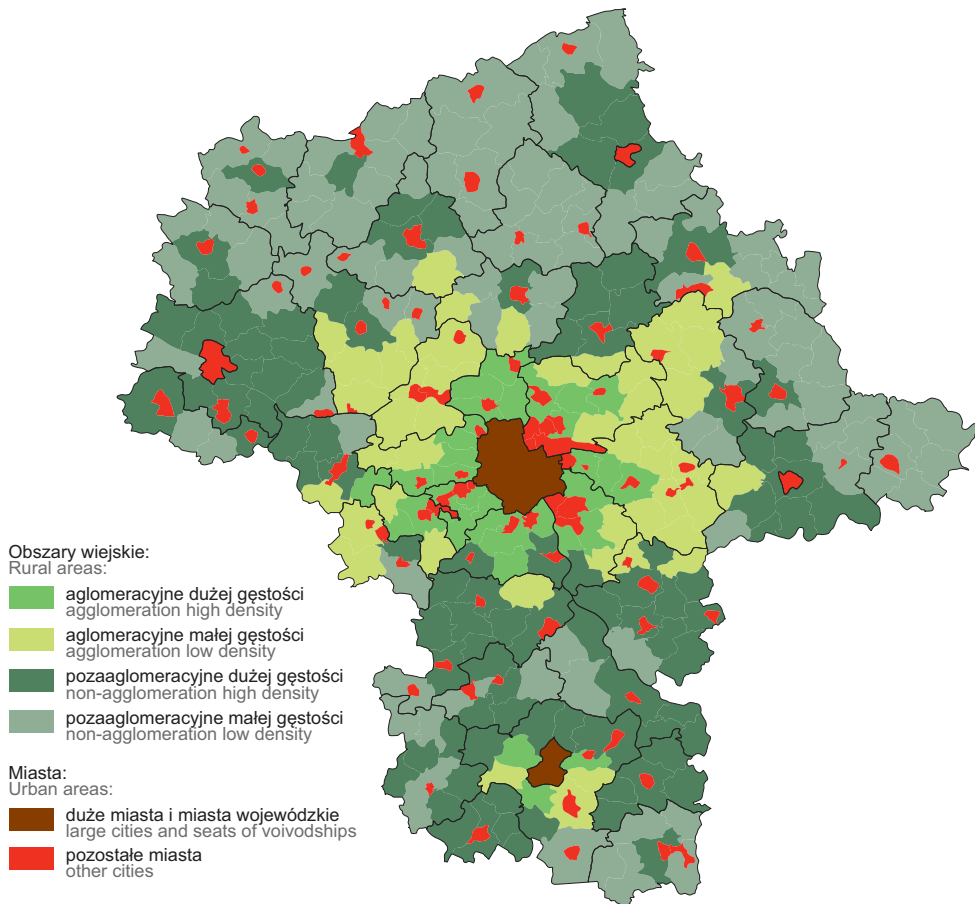 Obszary wiejskie:
Rural areas:
aglomeracyjne dużej gęstości
agglomeration high density
aglomeracyjne małej gęstości
agglomeration low density
pozaaglomeracyjne dużej gęstości
non-agglomeration high density
pozaaglomeracyjne małej gęstości
non-agglomeration low density
Miasta:
Urban areas:
duże miasta i miasta wojewódzkie
large cities and seats of voivodships
pozostałe miasta
other cities